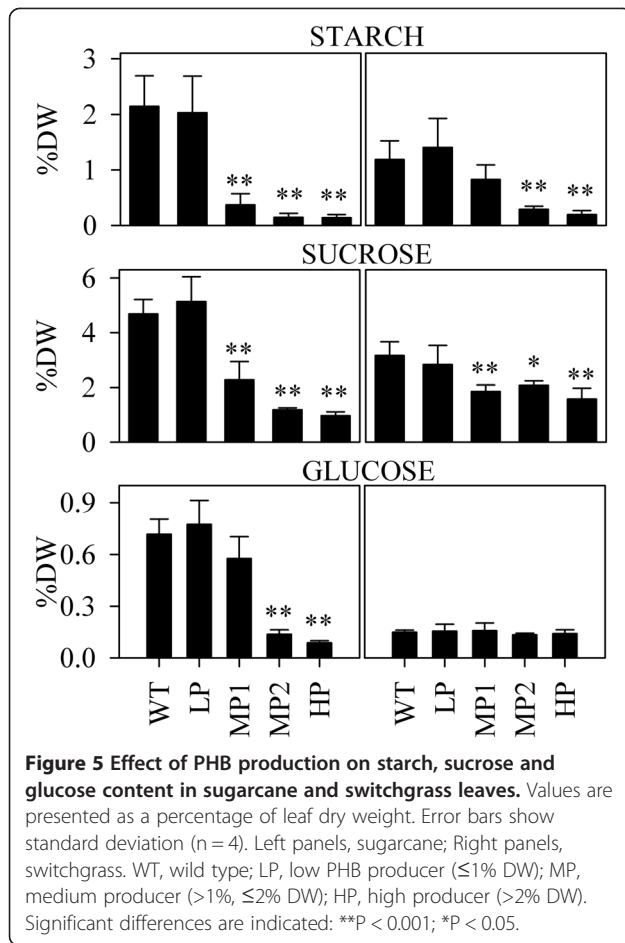 STARCH
3
2
1
0
%DW
** ** **
** **
SUCROSE
6
4
2
0
%DW
** ** **
** * **
GLUCOSE
0.9
0.6
0.3
0.0
%DW
** **
WT LP MP1 MP2 HP
WT LP MP1 MP2 HP
Figure 5 Effect of PHB production on starch, sucrose and
glucose content in sugarcane and switchgrass leaves. Values are
presented as a percentage of leaf dry weight. Error bars show
standard deviation (n = 4). Left panels, sugarcane; Right panels,
switchgrass. WT, wild type; LP, low PHB producer (≤1% DW); MP,
medium producer (>1%, ≤2% DW); HP, high producer (>2% DW).
Significant differences are indicated: **P < 0.001; *P < 0.05.